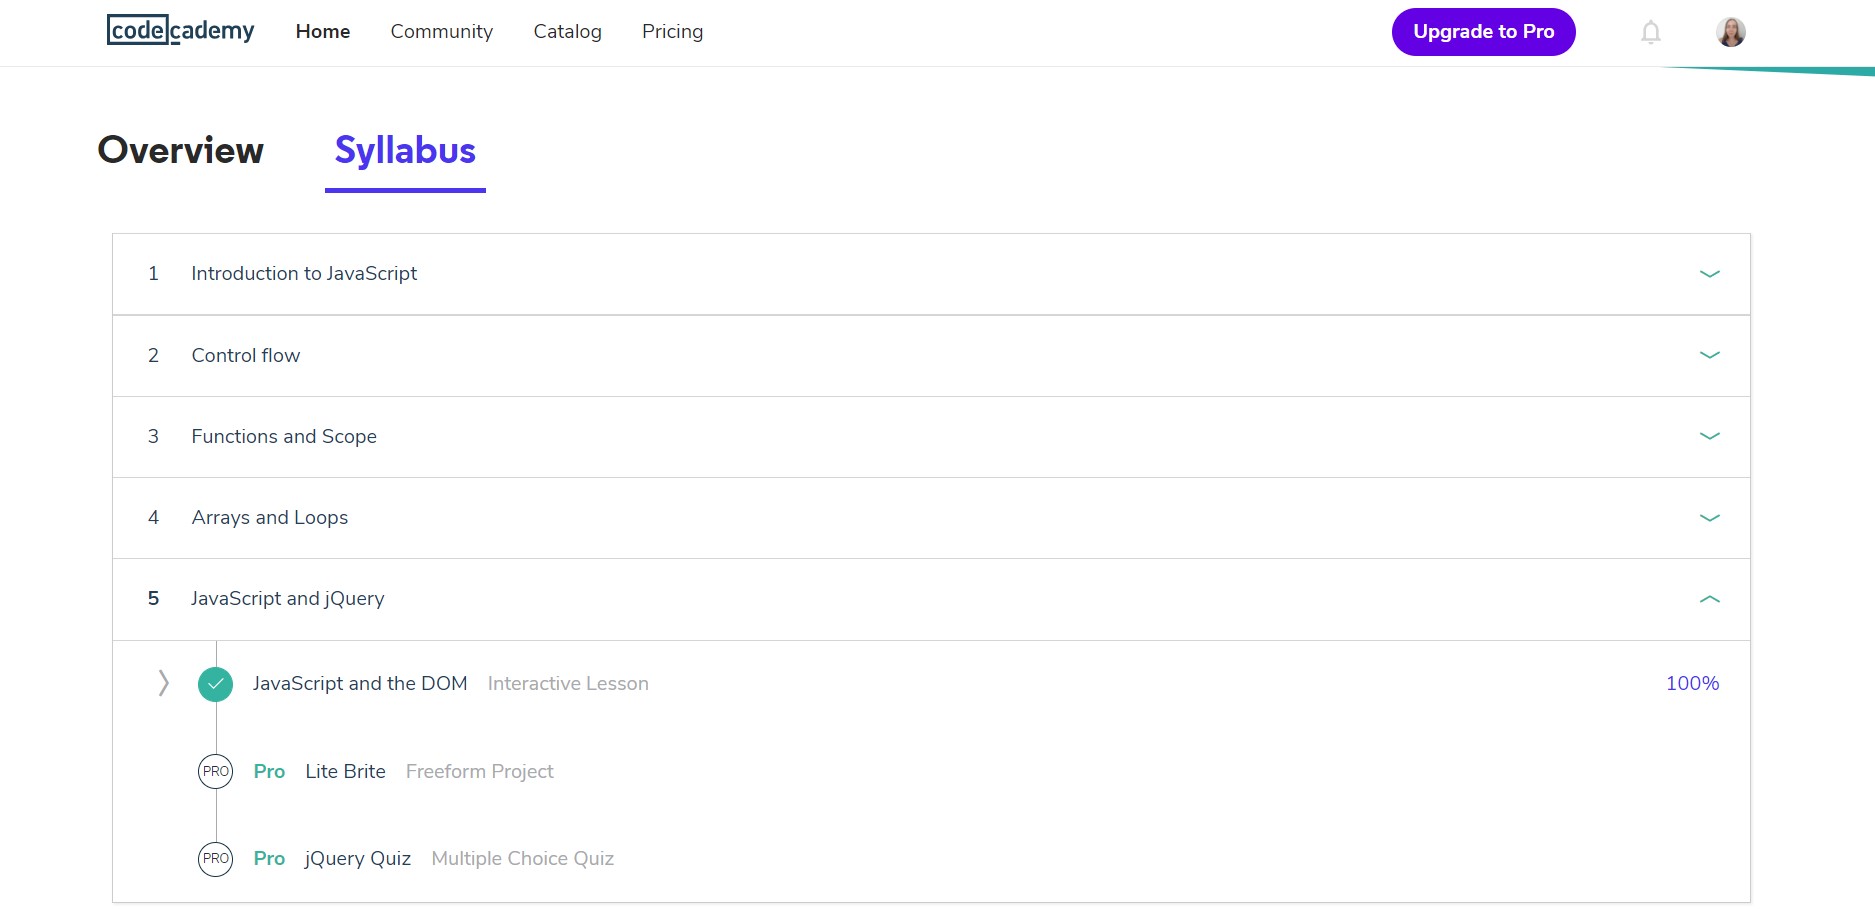 codecademy Home Community Catalog Pricing Upgrade to Pro
Overview Syllabus
1 Introduction to JavaScript
2 Control flow
3 Functions and Scope
4 Arrays and Loops
5 JavaScript and jQuery
JavaScript and the DOM Interactive Lesson 100%
PRO Pro Lite Brite Freeform Project
PRO Pro jQuery Quiz Multiple Choice Quiz